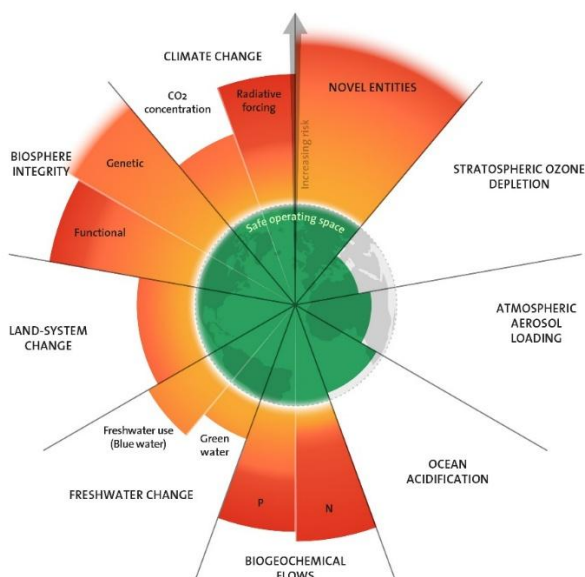 CLIMATE CHANGE
CO2
concentration
Radiative
forcing
Increasing risk
NOVEL ENTITIES
STRATOSPHERIC OZONE
DEPLETION
BIOSPHERE
INTEGRITY
Genetic
Functional
Safe operating space
LAND-SYSTEM
CHANGE
ATMOSPHERIC
AEROSOL
LOADING
Freshwater use
(Blue water)
Green
water
FRESHWATER CHANGE
OCEAN
ACIDIFICATION
P
N
BIOGEOCHEMICAL
FLOWS